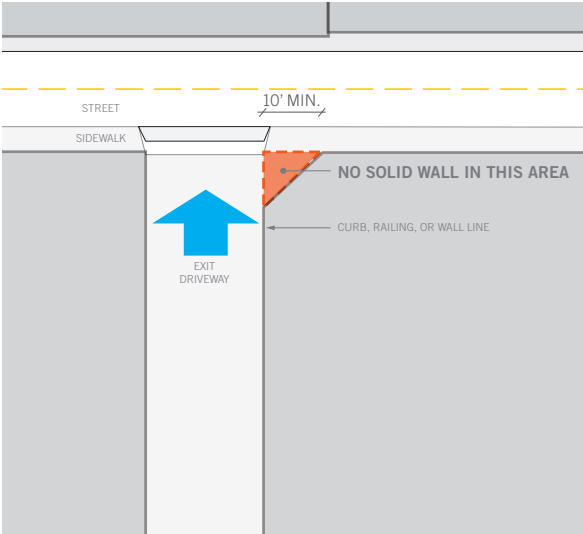 STREET
10' MIN.
SIDEWALK
NO SOLID WALL IN THIS AREA
CURB, RAILING, OR WALL LINE
EXIT
DRIVEWAY